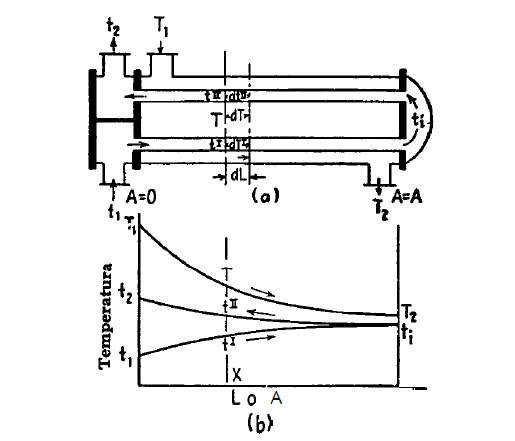 t₂ T₁
tᴵᴵ dtᴵᴵ
T dT
tᴵ dTᴵ
tᵢ
dL
t₁ A=0 (a) T₂ A=A
T₁
T
t₂ tᴵᴵ T₂
tᵢ
t₁ tᴵ
Temperatura
X
L o A
(b)